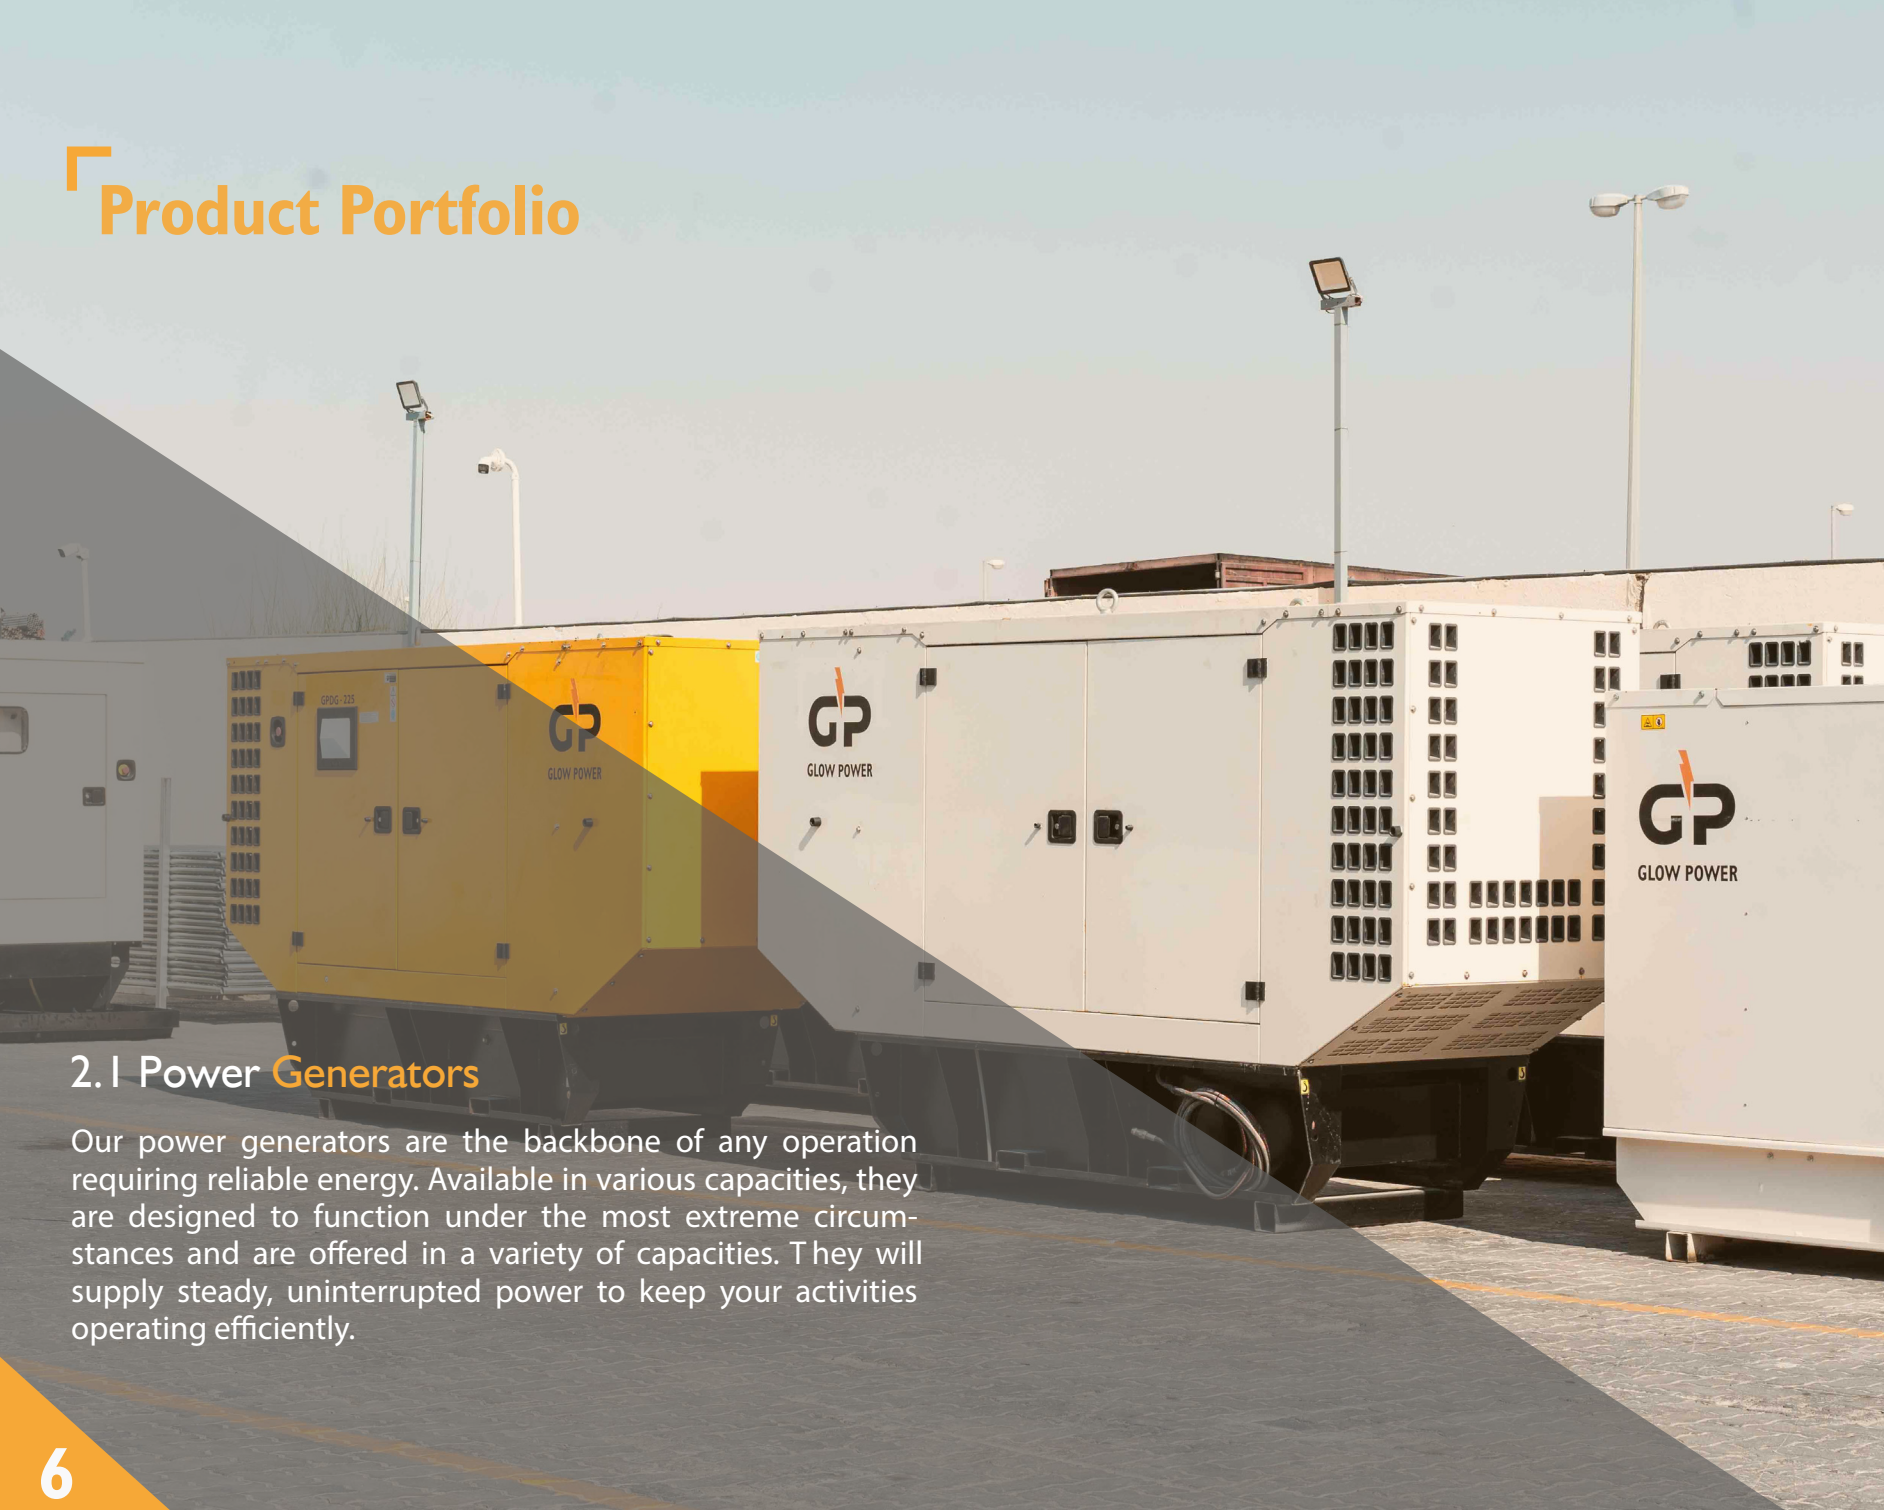 Product Portfolio
GPDG-225
GP
GLOW POWER
GP
GLOW POWER
GP
GLOW POWER
2.1 Power Generators
Our power generators are the backbone of any operation
requiring reliable energy. Available in various capacities, they
are designed to function under the most extreme circum-
stances and are offered in a variety of capacities. They will
supply steady, uninterrupted power to keep your activities
operating efficiently.
6